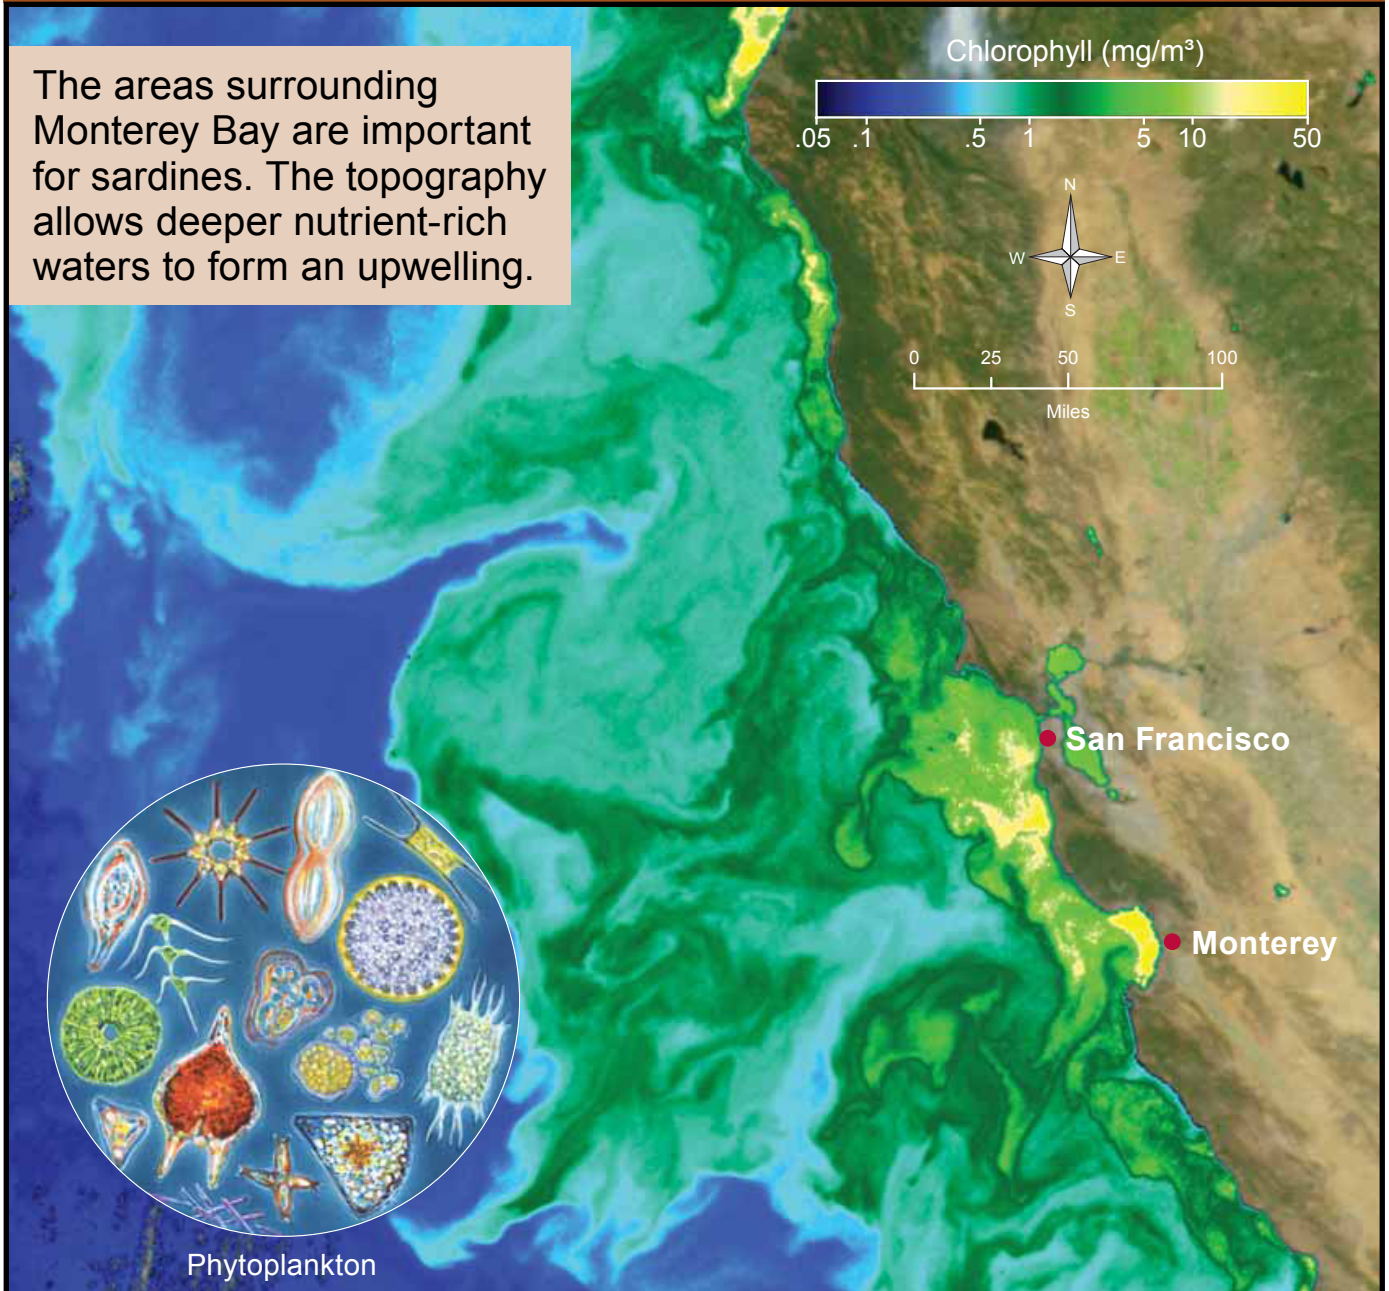 The areas surrounding
Monterey Bay are important
for sardines. The topography
allows deeper nutrient-rich
waters to form an upwelling.
Chlorophyll (mg/m³)
.05 .1 .5 1 5 10 50
N
W E
S
0 25 50 100
Miles
San Francisco
Monterey
Phytoplankton